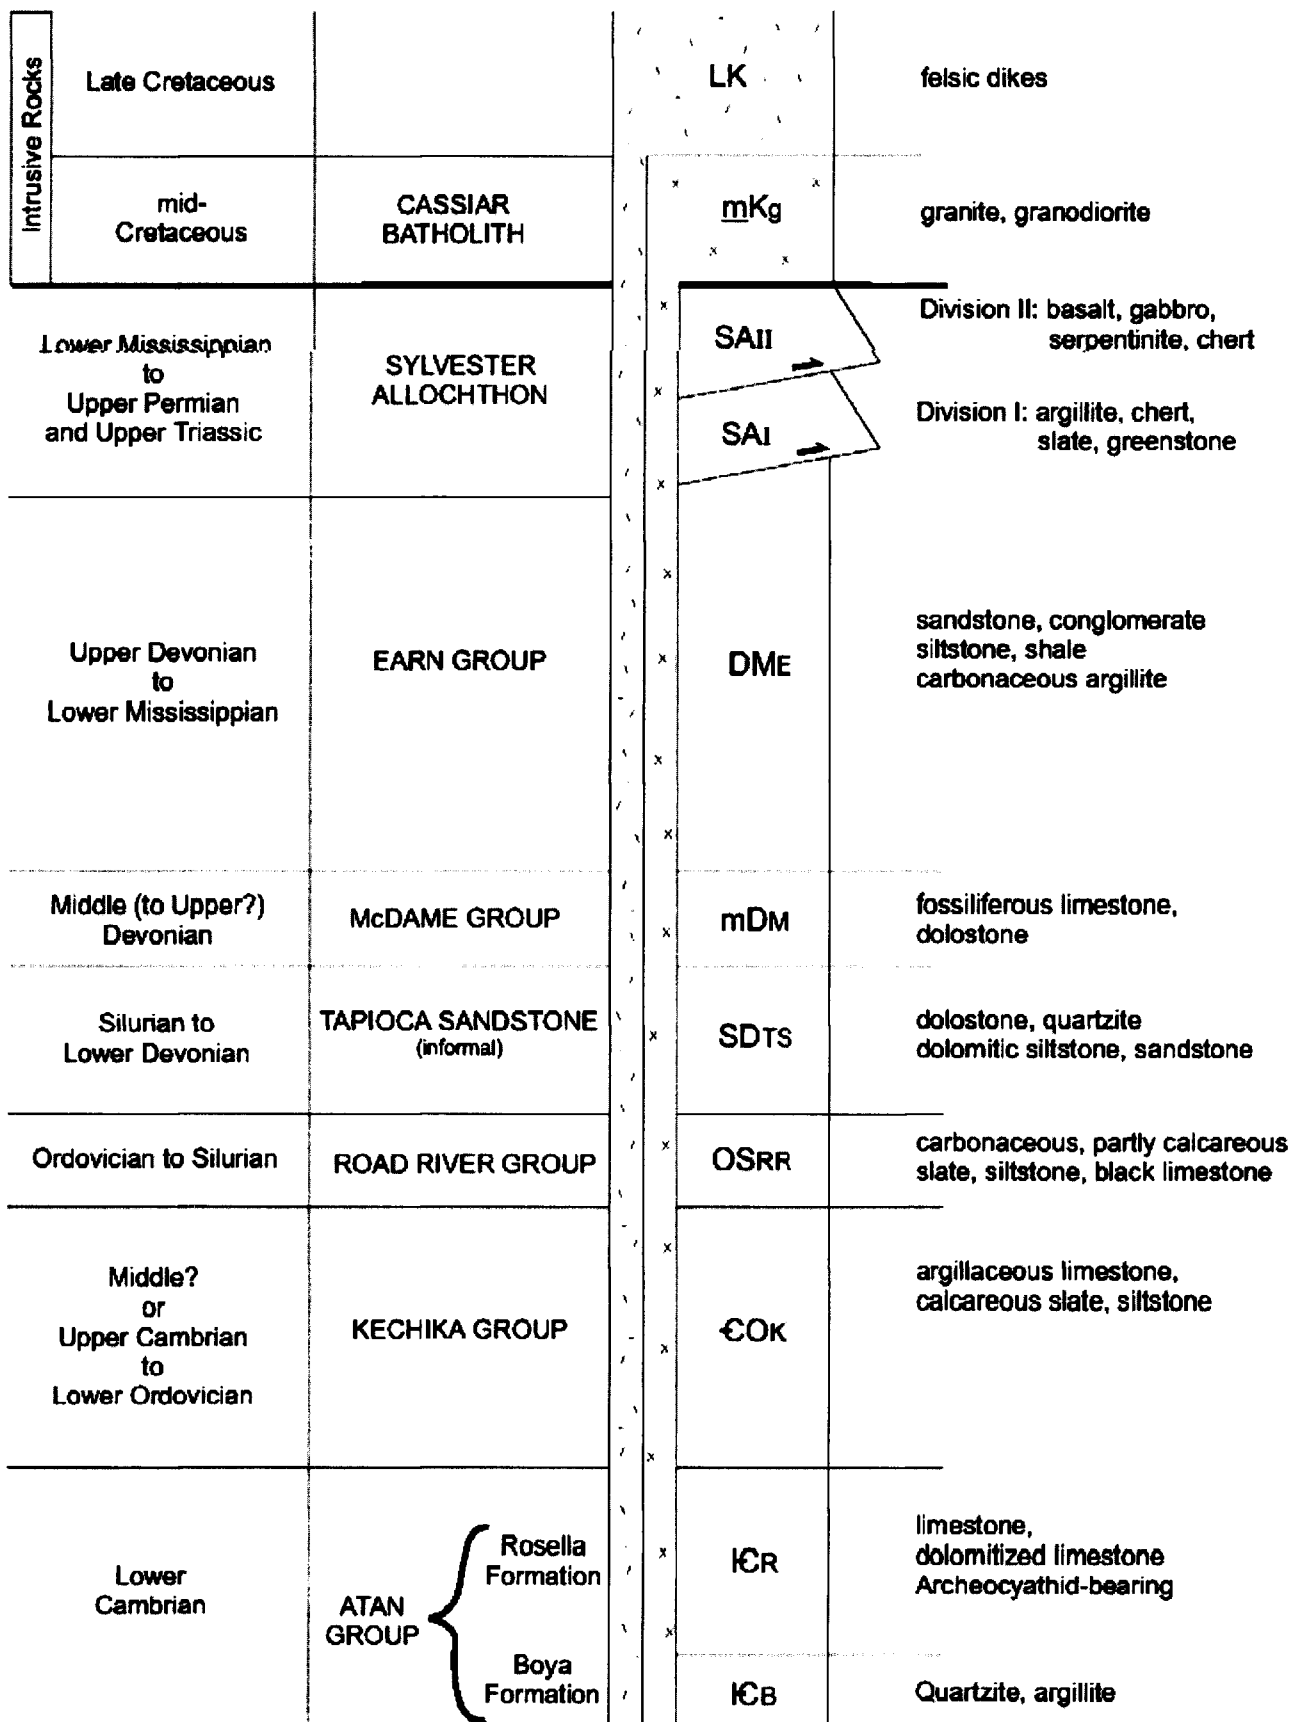 Intrusive Rocks
Late Cretaceous
LK
felsic dikes
mid-
Cretaceous
CASSIAR
BATHOLITH
mKg
granite, granodiorite
Lower Mississippian
to
Upper Permian
and Upper Triassic
SYLVESTER
ALLOCHTHON
SAII
Division II: basalt, gabbro,
serpentinite, chert
SAI
Division I: argillite, chert,
slate, greenstone
Upper Devonian
to
Lower Mississippian
EARN GROUP
DME
sandstone, conglomerate
siltstone, shale
carbonaceous argillite
Middle (to Upper?)
Devonian
McDAME GROUP
mDM
fossiliferous limestone,
dolostone
Silurian to
Lower Devonian
TAPIOCA SANDSTONE
(informal)
SDTS
dolostone, quartzite
dolomitic siltstone, sandstone
Ordovician to Silurian
ROAD RIVER GROUP
OSRR
carbonaceous, partly calcareous
slate, siltstone, black limestone
Middle?
or
Upper Cambrian
to
Lower Ordovician
KECHIKA GROUP
ЄOK
argillaceous limestone,
calcareous slate, siltstone
Lower
Cambrian
ATAN
GROUP
Rosella
Formation
lЄR
limestone,
dolomitized limestone
Archeocyathid-bearing
Boya
Formation
lЄB
Quartzite, argillite